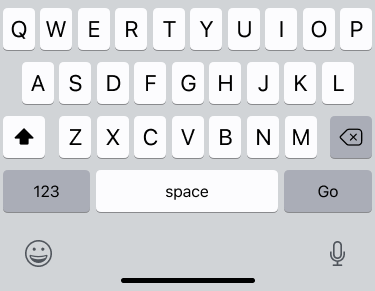 Q W E R T Y U I O P
A S D F G H J K L
Z X C V B N M
123 space Go